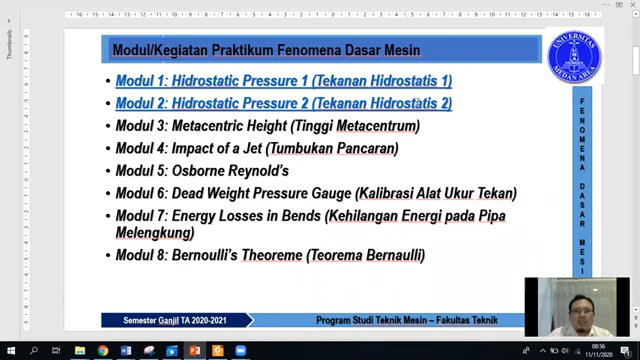 Thumbnails
Modul/Kegiatan Praktikum Fenomena Dasar Mesin
UNIVERSITAS
MEDAN AREA
Modul 1: Hidrostatic Pressure 1 (Tekanan Hidrostatis 1)
Modul 2: Hidrostatic Pressure 2 (Tekanan Hidrostatis 2)
Modul 3: Metacentric Height (Tinggi Metacentrum)
Modul 4: Impact of a Jet (Tumbukan Pancaran)
Modul 5: Osborne Reynold's
Modul 6: Dead Weight Pressure Gauge (Kalibrasi Alat Ukur Tekan)
Modul 7: Energy Losses in Bends (Kehilangan Energi pada Pipa
Melengkung)
Modul 8: Bernoulli's Theoreme (Teorema Bernaulli)
FENOMENA DASAR MESI
Semester Ganjil TA 2020-2021
Program Studi Teknik Mesin – Fakultas Teknik
08:56
11/11/2020